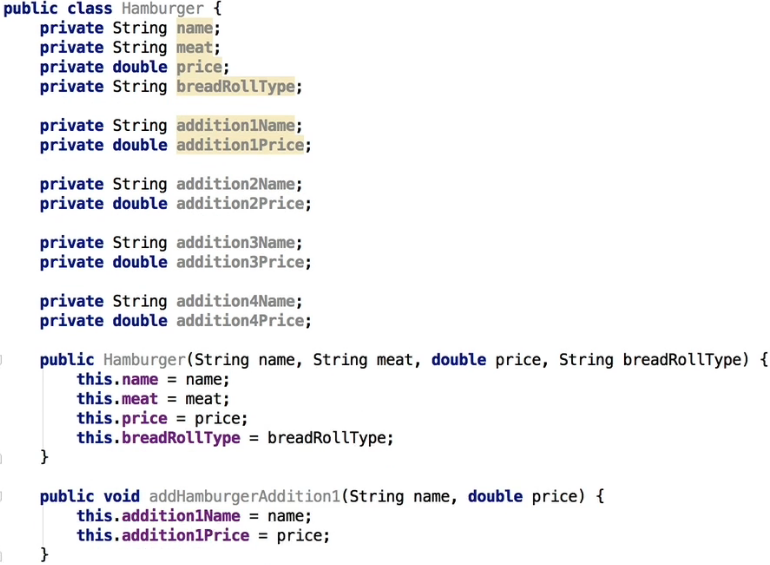 public class Hamburger {
    private String name;
    private String meat;
    private double price;
    private String breadRollType;

    private String addition1Name;
    private double addition1Price;

    private String addition2Name;
    private double addition2Price;

    private String addition3Name;
    private double addition3Price;

    private String addition4Name;
    private double addition4Price;

    public Hamburger(String name, String meat, double price, String breadRollType) {
        this.name = name;
        this.meat = meat;
        this.price = price;
        this.breadRollType = breadRollType;
    }

    public void addHamburgerAddition1(String name, double price) {
        this.addition1Name = name;
        this.addition1Price = price;
    }